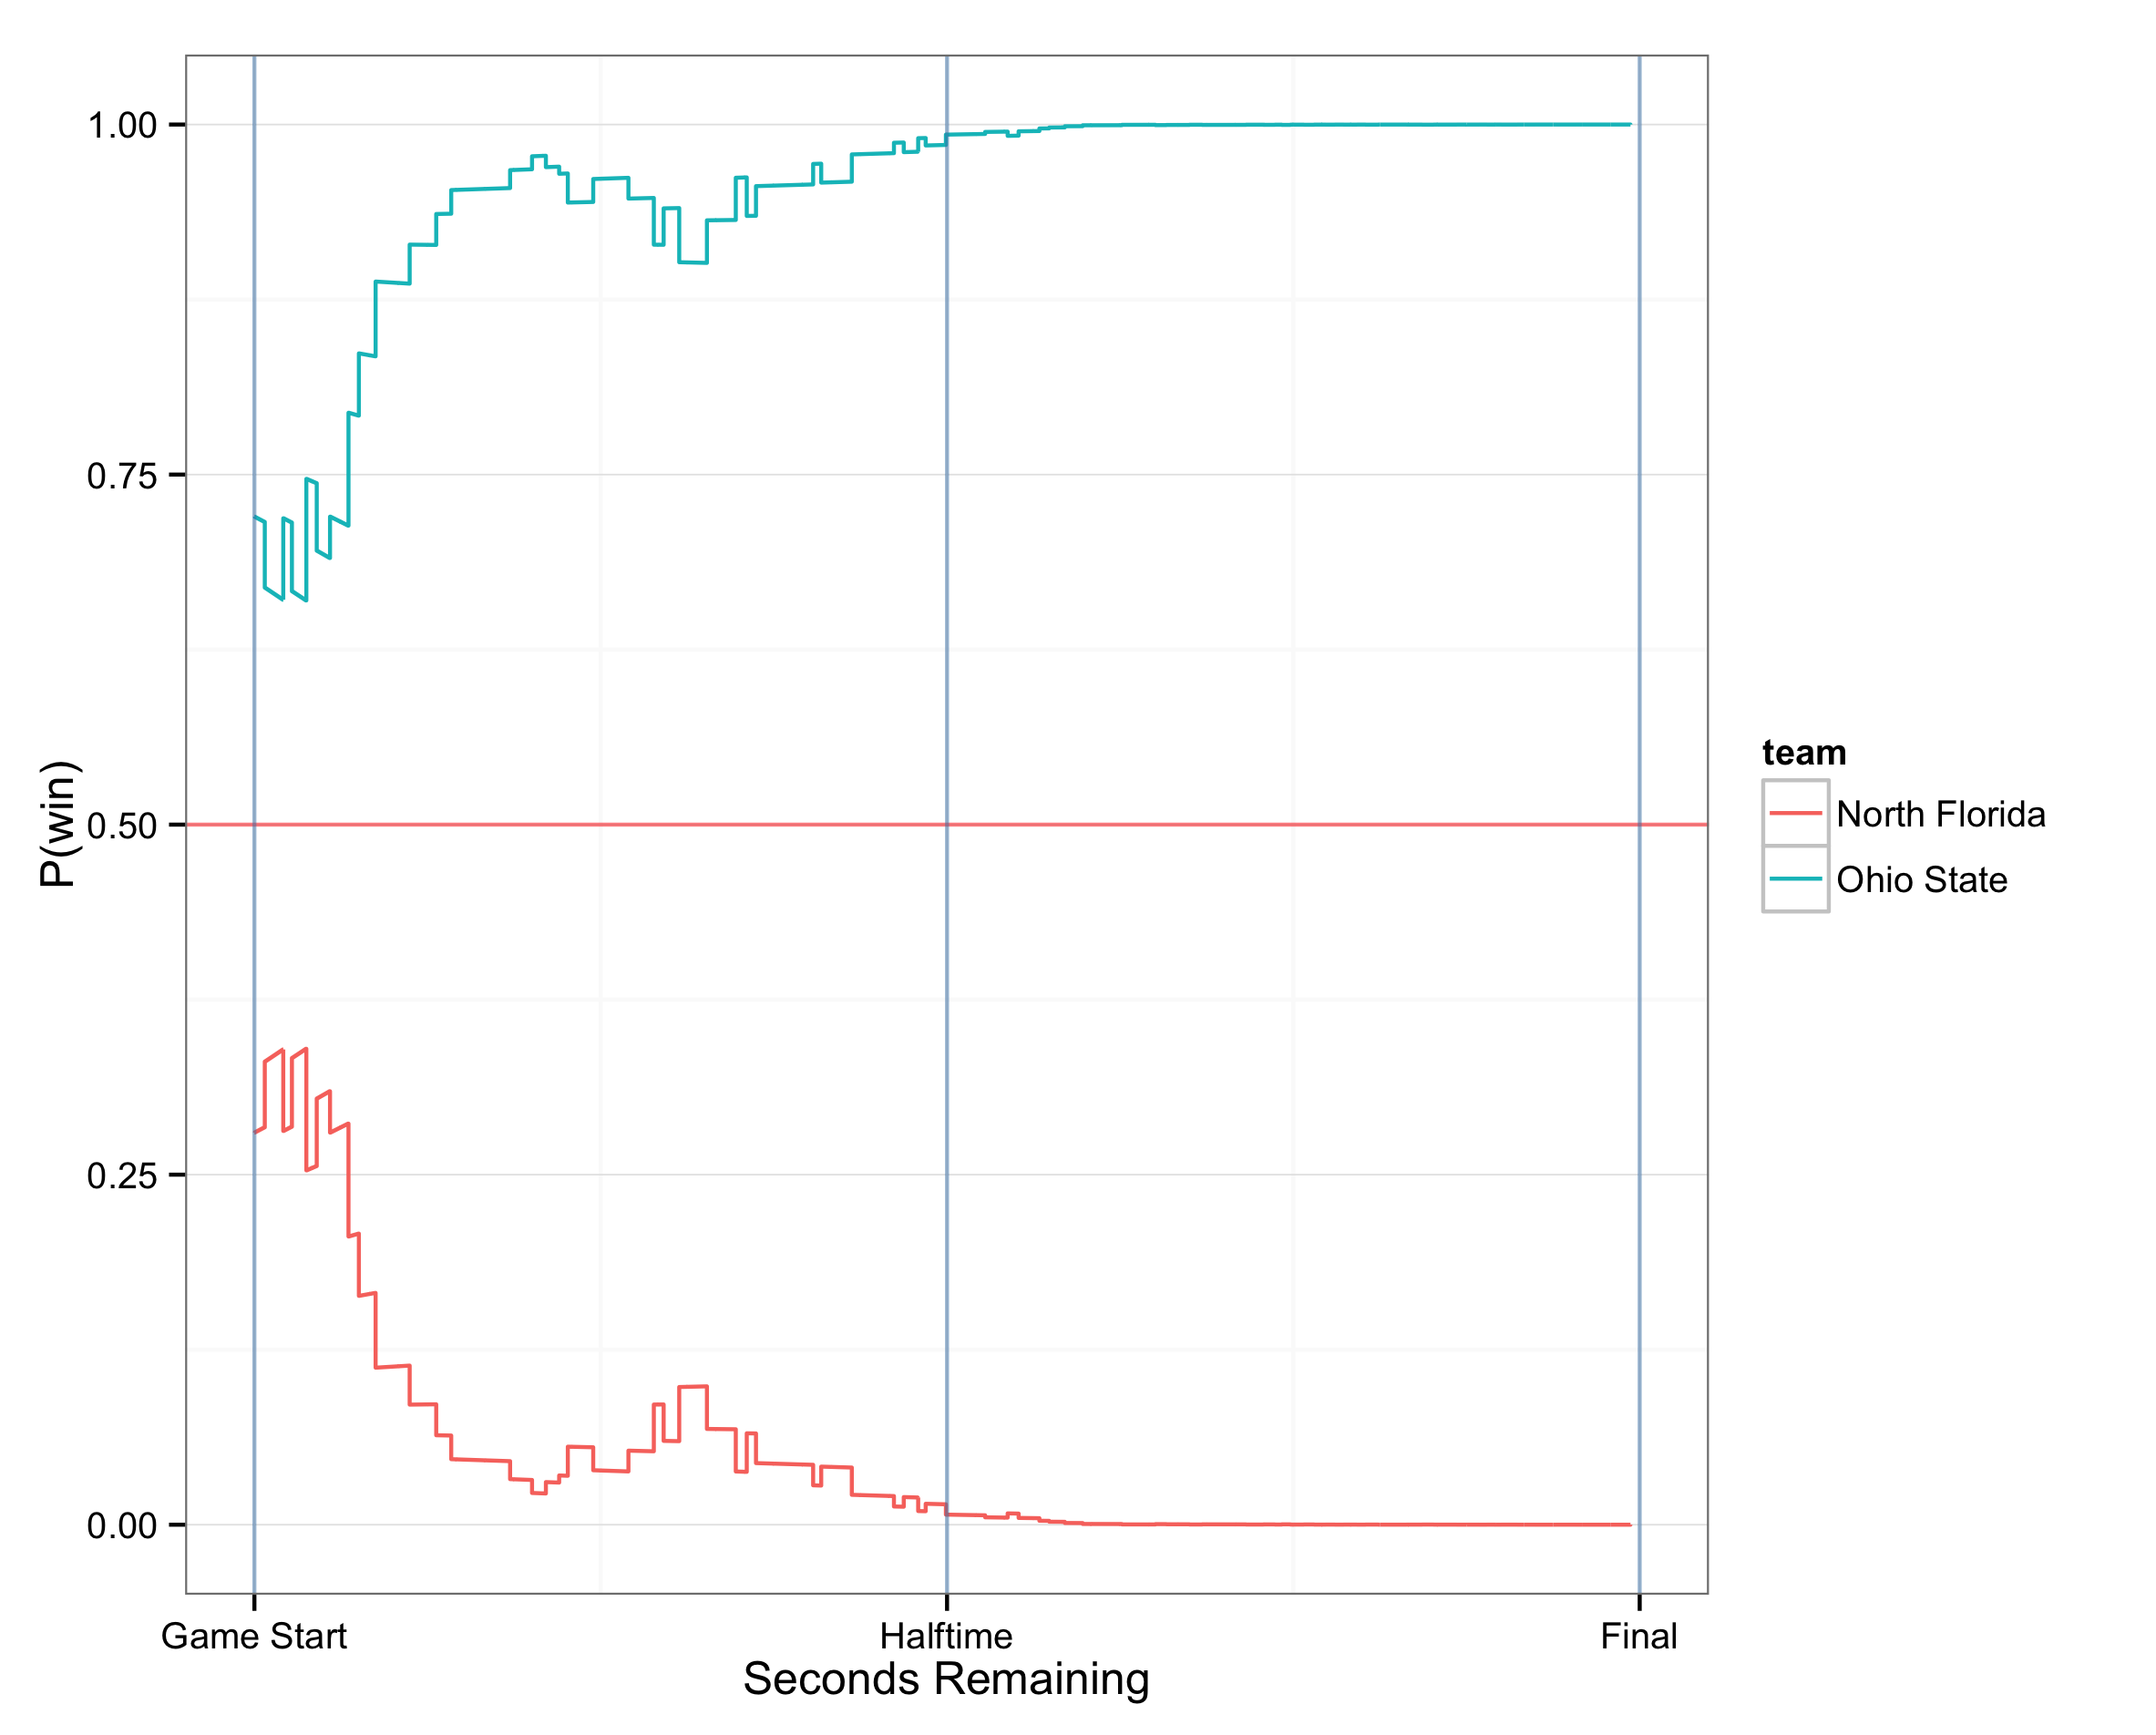 1.00
0.75
0.50
0.25
0.00
P(win)
Game Start
Halftime
Final
Seconds Remaining
team
North Florida
Ohio State